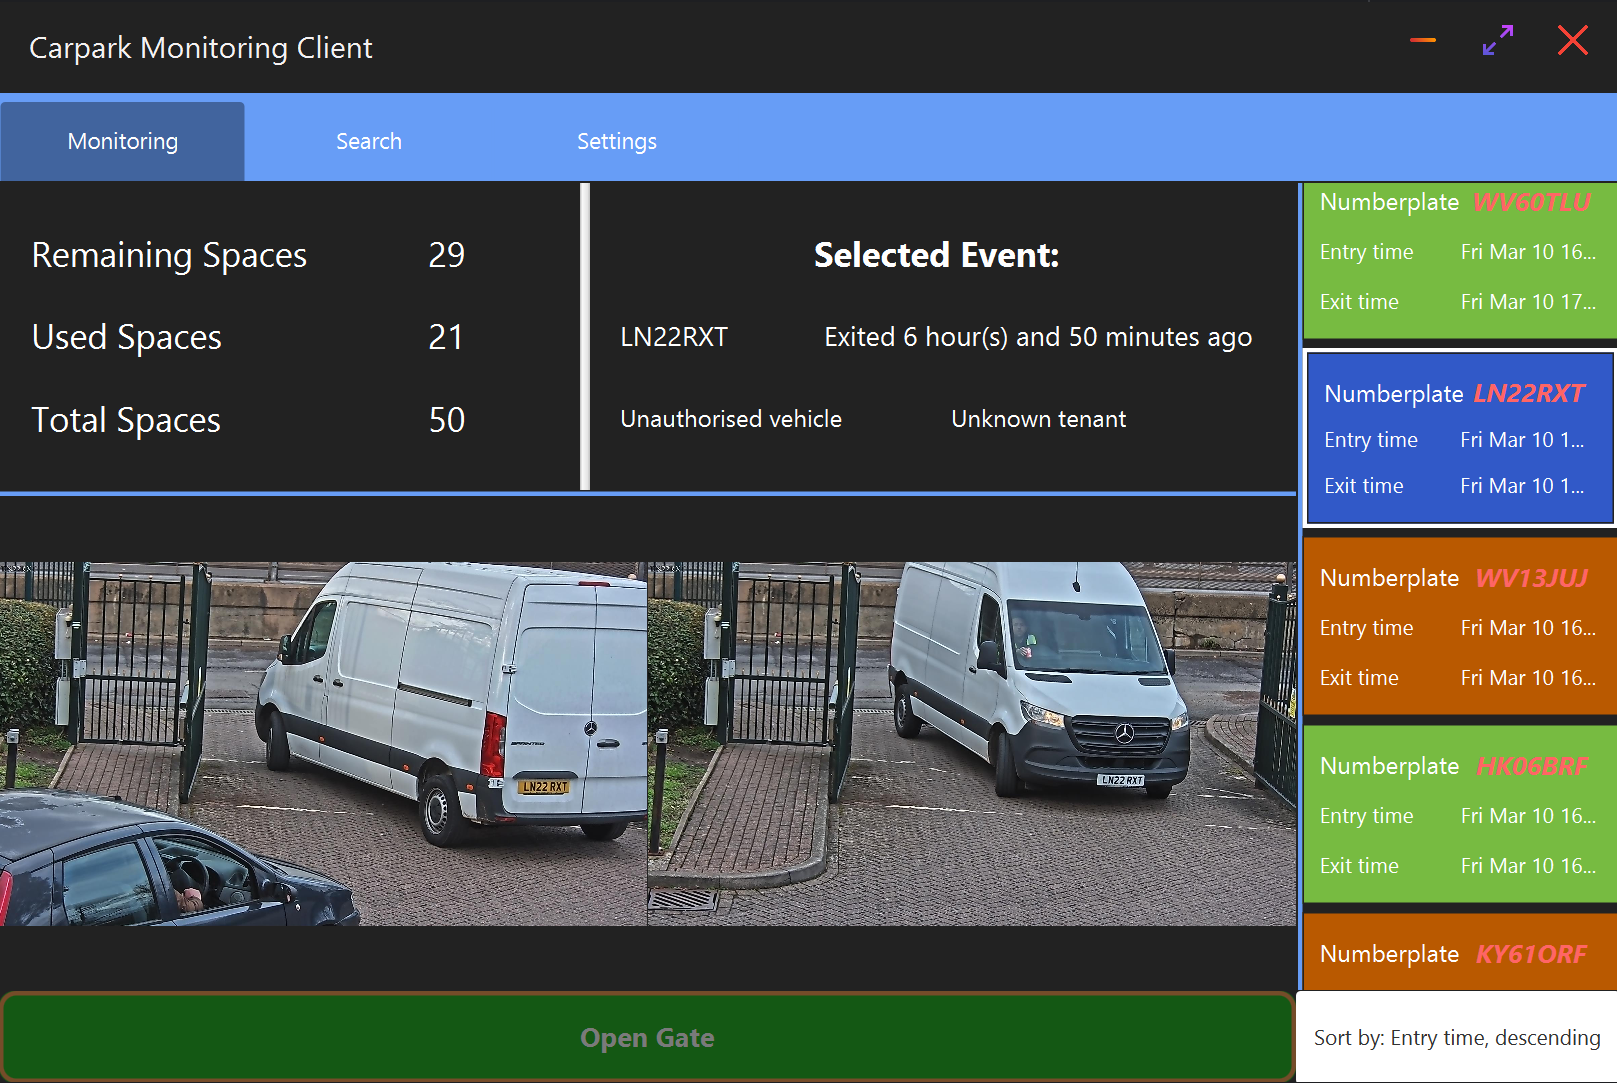 Carpark Monitoring Client
Monitoring Search Settings
Remaining Spaces 29
Used Spaces 21
Total Spaces 50
Selected Event:
LN22RXT Exited 6 hour(s) and 50 minutes ago
Unauthorised vehicle Unknown tenant
Numberplate WV60TLU
Entry time Fri Mar 10 16...
Exit time Fri Mar 10 17...
Numberplate LN22RXT
Entry time Fri Mar 10 1...
Exit time Fri Mar 10 1...
Numberplate WV13JUJ
Entry time Fri Mar 10 16...
Exit time Fri Mar 10 16...
Numberplate HK06BRF
Entry time Fri Mar 10 16...
Exit time Fri Mar 10 16...
Numberplate KY61ORF
SPRINTER
LN22 RXT
LN22 RXT
Open Gate
Sort by: Entry time, descending